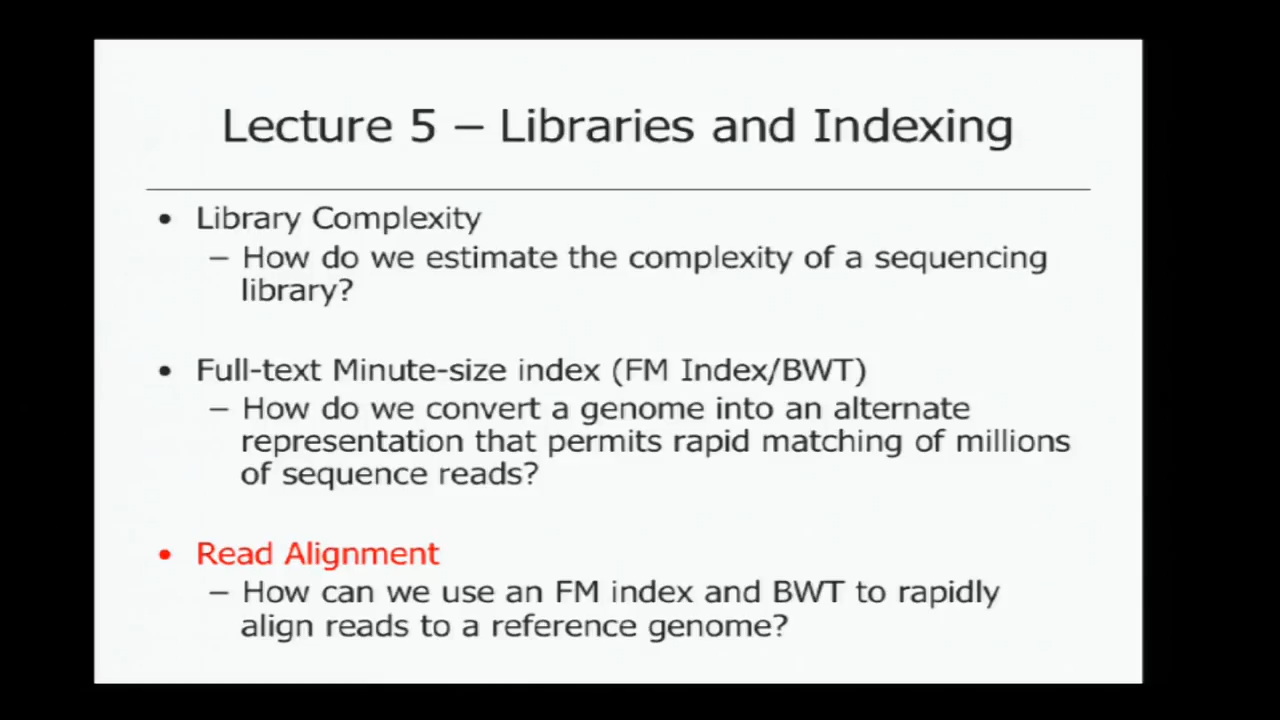 Lecture 5 – Libraries and Indexing
• Library Complexity
– How do we estimate the complexity of a sequencing
library?
• Full-text Minute-size index (FM Index/BWT)
– How do we convert a genome into an alternate
representation that permits rapid matching of millions
of sequence reads?
• Read Alignment
– How can we use an FM index and BWT to rapidly
align reads to a reference genome?